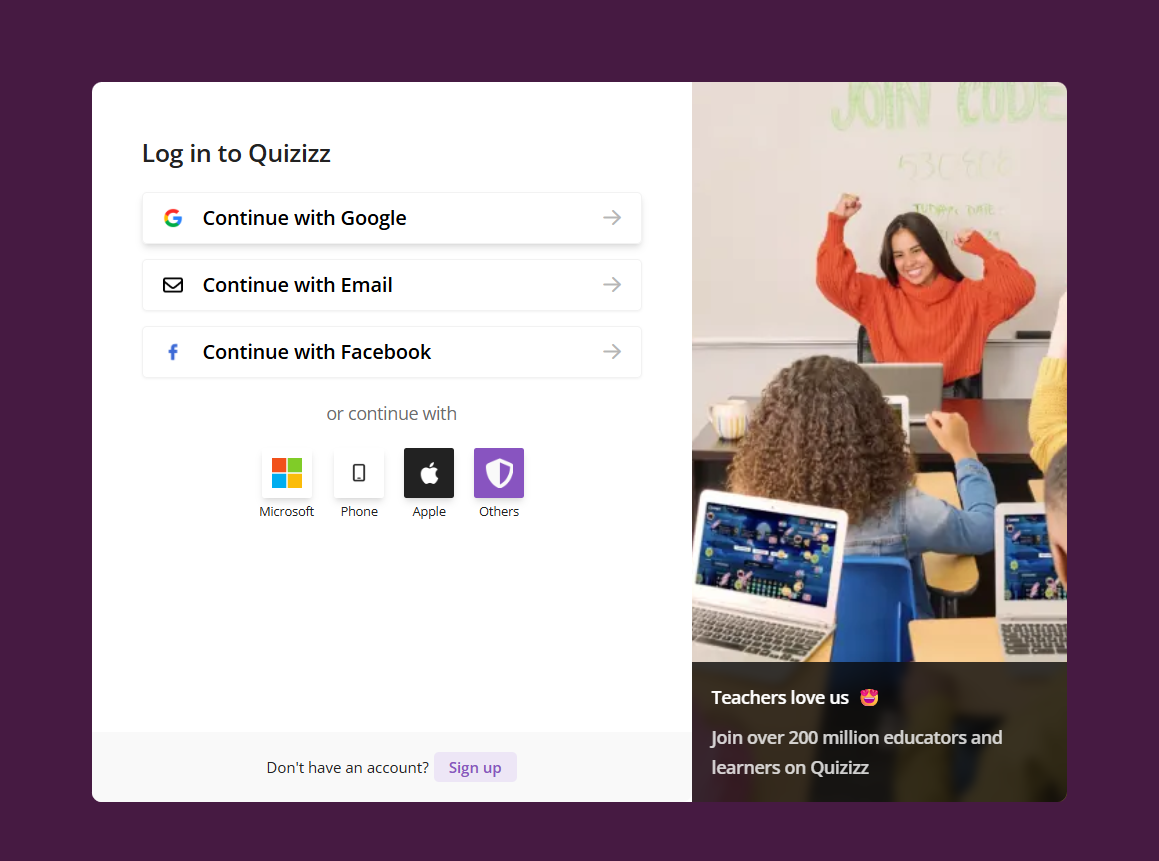 Log in to Quizizz
Continue with Google
Continue with Email
Continue with Facebook
or continue with
Microsoft
Phone
Apple
Others
Don't have an account? Sign up
JOIN CODE
TODAY'S DATE:
Teachers love us 😍
Join over 200 million educators and
learners on Quizizz